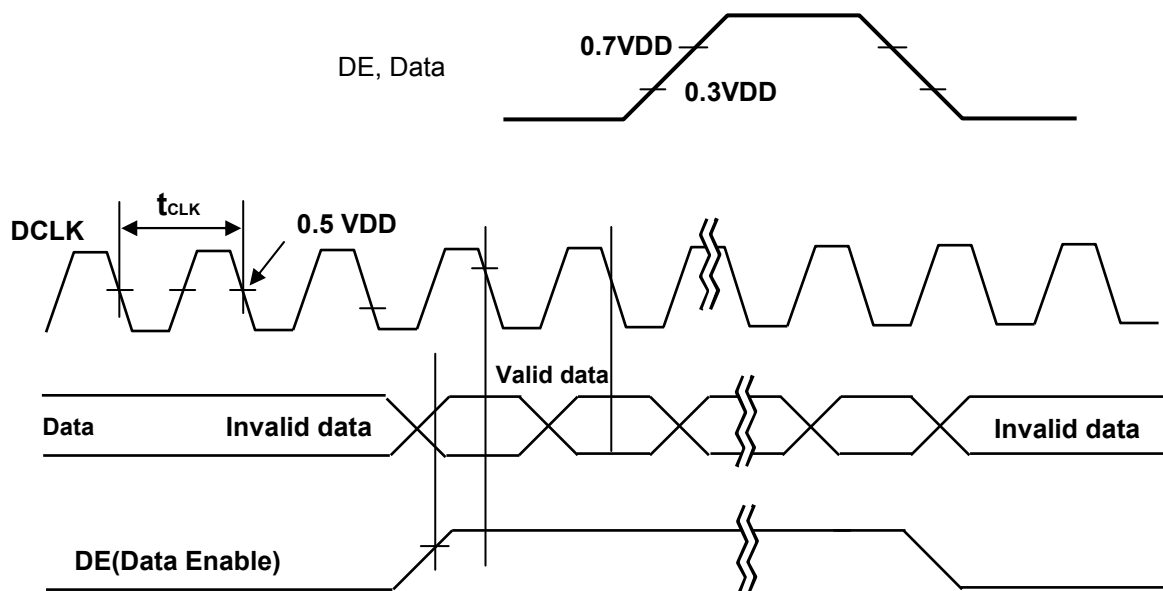 0.7VDD
DE, Data
0.3VDD
tCLK
0.5 VDD
DCLK
Valid data
Data
Invalid data
Invalid data
DE(Data Enable)